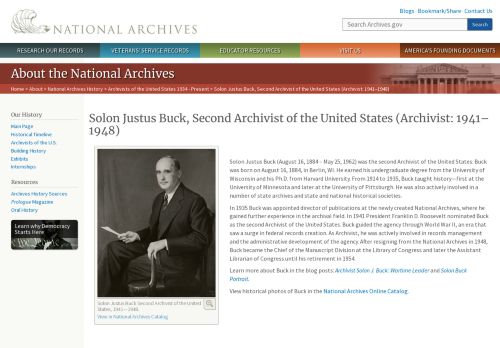 Blogs · Bookmark/Share · Contact Us
NATIONAL ARCHIVES
Search Archives.gov
Search
RESEARCH OUR RECORDS
VETERANS' SERVICE RECORDS
EDUCATOR RESOURCES
VISIT US
AMERICA'S FOUNDING DOCUMENTS
About the National Archives
Home > About > National Archives History > Archivists of the United States 1934 - Present > Solon Justus Buck, Second Archivist of the United States (Archivist: 1941–1948)
Our History
Main Page
Historical Timeline
Archivists of the U.S.
Building History
Exhibits
Internships
Resources
Archives History Sources
Prologue Magazine
Oral History
Learn why Democracy
Starts Here
Solon Justus Buck, Second Archivist of the United States (Archivist: 1941–
1948)
Solon Justus Buck Second Archivist of the United
States, 1941—1948.
View in National Archives Catalog
Solon Justus Buck (August 16, 1884 – May 25, 1962) was the second Archivist of the United States. Buck
was born on August 16, 1884, in Berlin, WI. He earned his undergraduate degree from the University of
Wisconsin and his Ph.D. from Harvard University. From 1914 to 1935, Buck taught history–first at the
University of Minnesota and later at the University of Pittsburgh. He was also actively involved in a
number of state archives and state and national historical societies.
In 1935 Buck was appointed director of publications at the newly created National Archives, where he
gained further experience in the archival field. In 1941 President Franklin D. Roosevelt nominated Buck
as the second Archivist of the United States. Buck guided the agency through World War II, an era that
saw a surge in federal records creation. As Archivist, he was actively involved in records management
and the administrative development of the agency. After resigning from the National Archives in 1948,
Buck became the Chief of the Manuscript Division at the Library of Congress and later the Assistant
Librarian of Congress until his retirement in 1954.
Learn more about Buck in the blog posts: Archivist Solon J. Buck: Wartime Leader and Solon Buck
Portrait.
View historical photos of Buck in the National Archives Online Catalog.